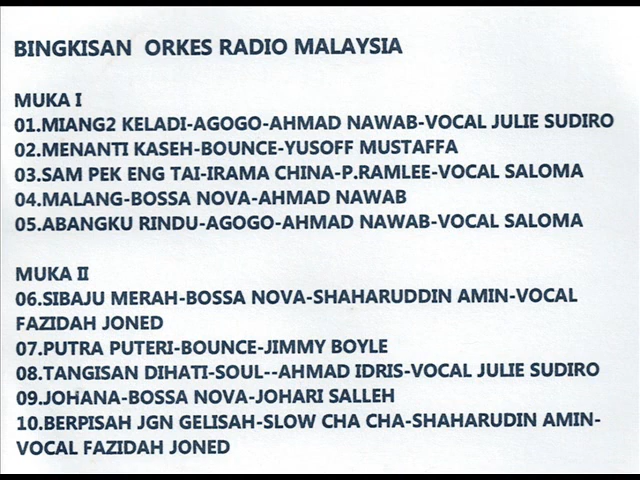 BINGKISAN ORKES RADIO MALAYSIA
MUKA I
01.MIANG2 KELADI-AGOGO-AHMAD NAWAB-VOCAL JULIE SUDIRO
02.MENANTI KASEH-BOUNCE-YUSOFF MUSTAFFA
03.SAM PEK ENG TAI-IRAMA CHINA-P.RAMLEE-VOCAL SALOMA
04.MALANG-BOSSA NOVA-AHMAD NAWAB
05.ABANGKU RINDU-AGOGO-AHMAD NAWAB-VOCAL SALOMA
MUKA II
06.SIBAJU MERAH-BOSSA NOVA-SHAHARUDDIN AMIN-VOCAL
FAZIDAH JONED
07.PUTRA PUTERI-BOUNCE-JIMMY BOYLE
08.TANGISAN DIHATI-SOUL--AHMAD IDRIS-VOCAL JULIE SUDIRO
09.JOHANA-BOSSA NOVA-JOHARI SALLEH
10.BERPISAH JGN GELISAH-SLOW CHA CHA-SHAHARUDIN AMIN-
VOCAL FAZIDAH JONED